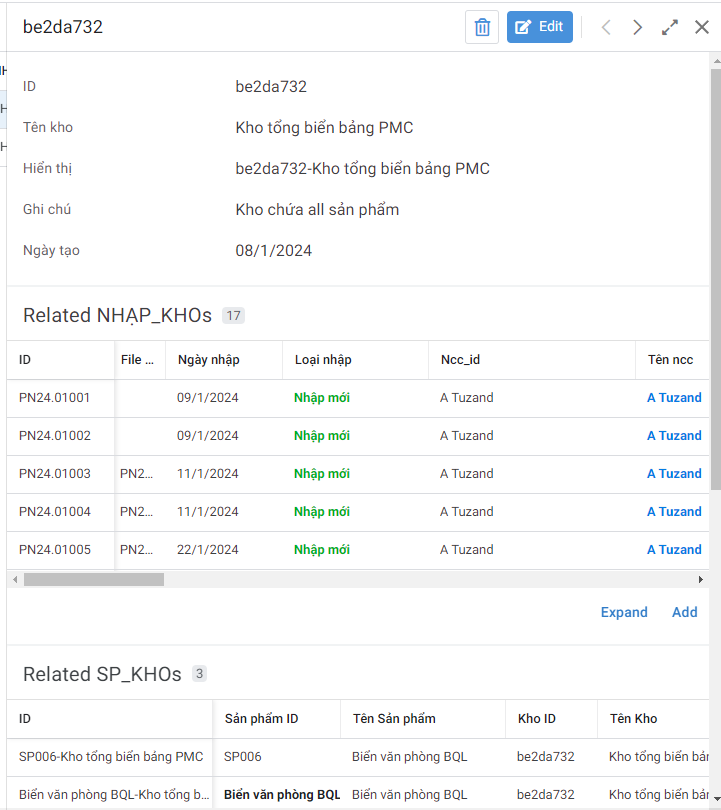 be2da732 Edit
ID be2da732
Tên kho Kho tổng biển bảng PMC
Hiển thị be2da732-Kho tổng biển bảng PMC
Ghi chú Kho chứa all sản phẩm
Ngày tạo 08/1/2024
Related NHẠP_KHOs 17
ID File ... Ngày nhập Loại nhập Ncc_id Tên ncc
PN24.01001 09/1/2024 Nhập mới A Tuzand A Tuzand
PN24.01002 09/1/2024 Nhập mới A Tuzand A Tuzand
PN24.01003 PN2... 11/1/2024 Nhập mới A Tuzand A Tuzand
PN24.01004 PN2... 11/1/2024 Nhập mới A Tuzand A Tuzand
PN24.01005 PN2... 22/1/2024 Nhập mới A Tuzand A Tuzand
Expand Add
Related SP_KHOs 3
ID Sản phẩm ID Tên Sản phẩm Kho ID Tên Kho
SP006-Kho tổng biển bảng PMC SP006 Biển văn phòng BQL be2da732 Kho tổng biển
Biển văn phòng BQL-Kho tổng b... Biển văn phòng BQL Biển văn phòng BQL be2da732 Kho tổng biển